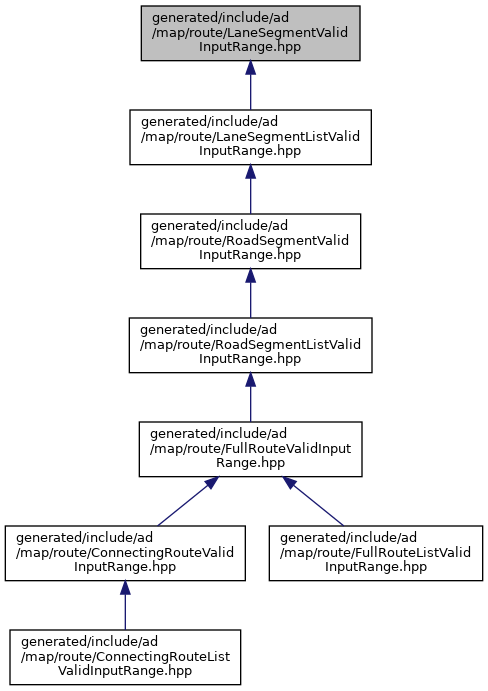 generated/include/ad
/map/route/LaneSegmentValid
InputRange.hpp
generated/include/ad
/map/route/LaneSegmentListValid
InputRange.hpp
generated/include/ad
/map/route/RoadSegmentValid
InputRange.hpp
generated/include/ad
/map/route/RoadSegmentListValid
InputRange.hpp
generated/include/ad
/map/route/FullRouteValidInput
Range.hpp
generated/include/ad
/map/route/ConnectingRouteValid
InputRange.hpp
generated/include/ad
/map/route/FullRouteListValid
InputRange.hpp
generated/include/ad
/map/route/ConnectingRouteList
ValidInputRange.hpp